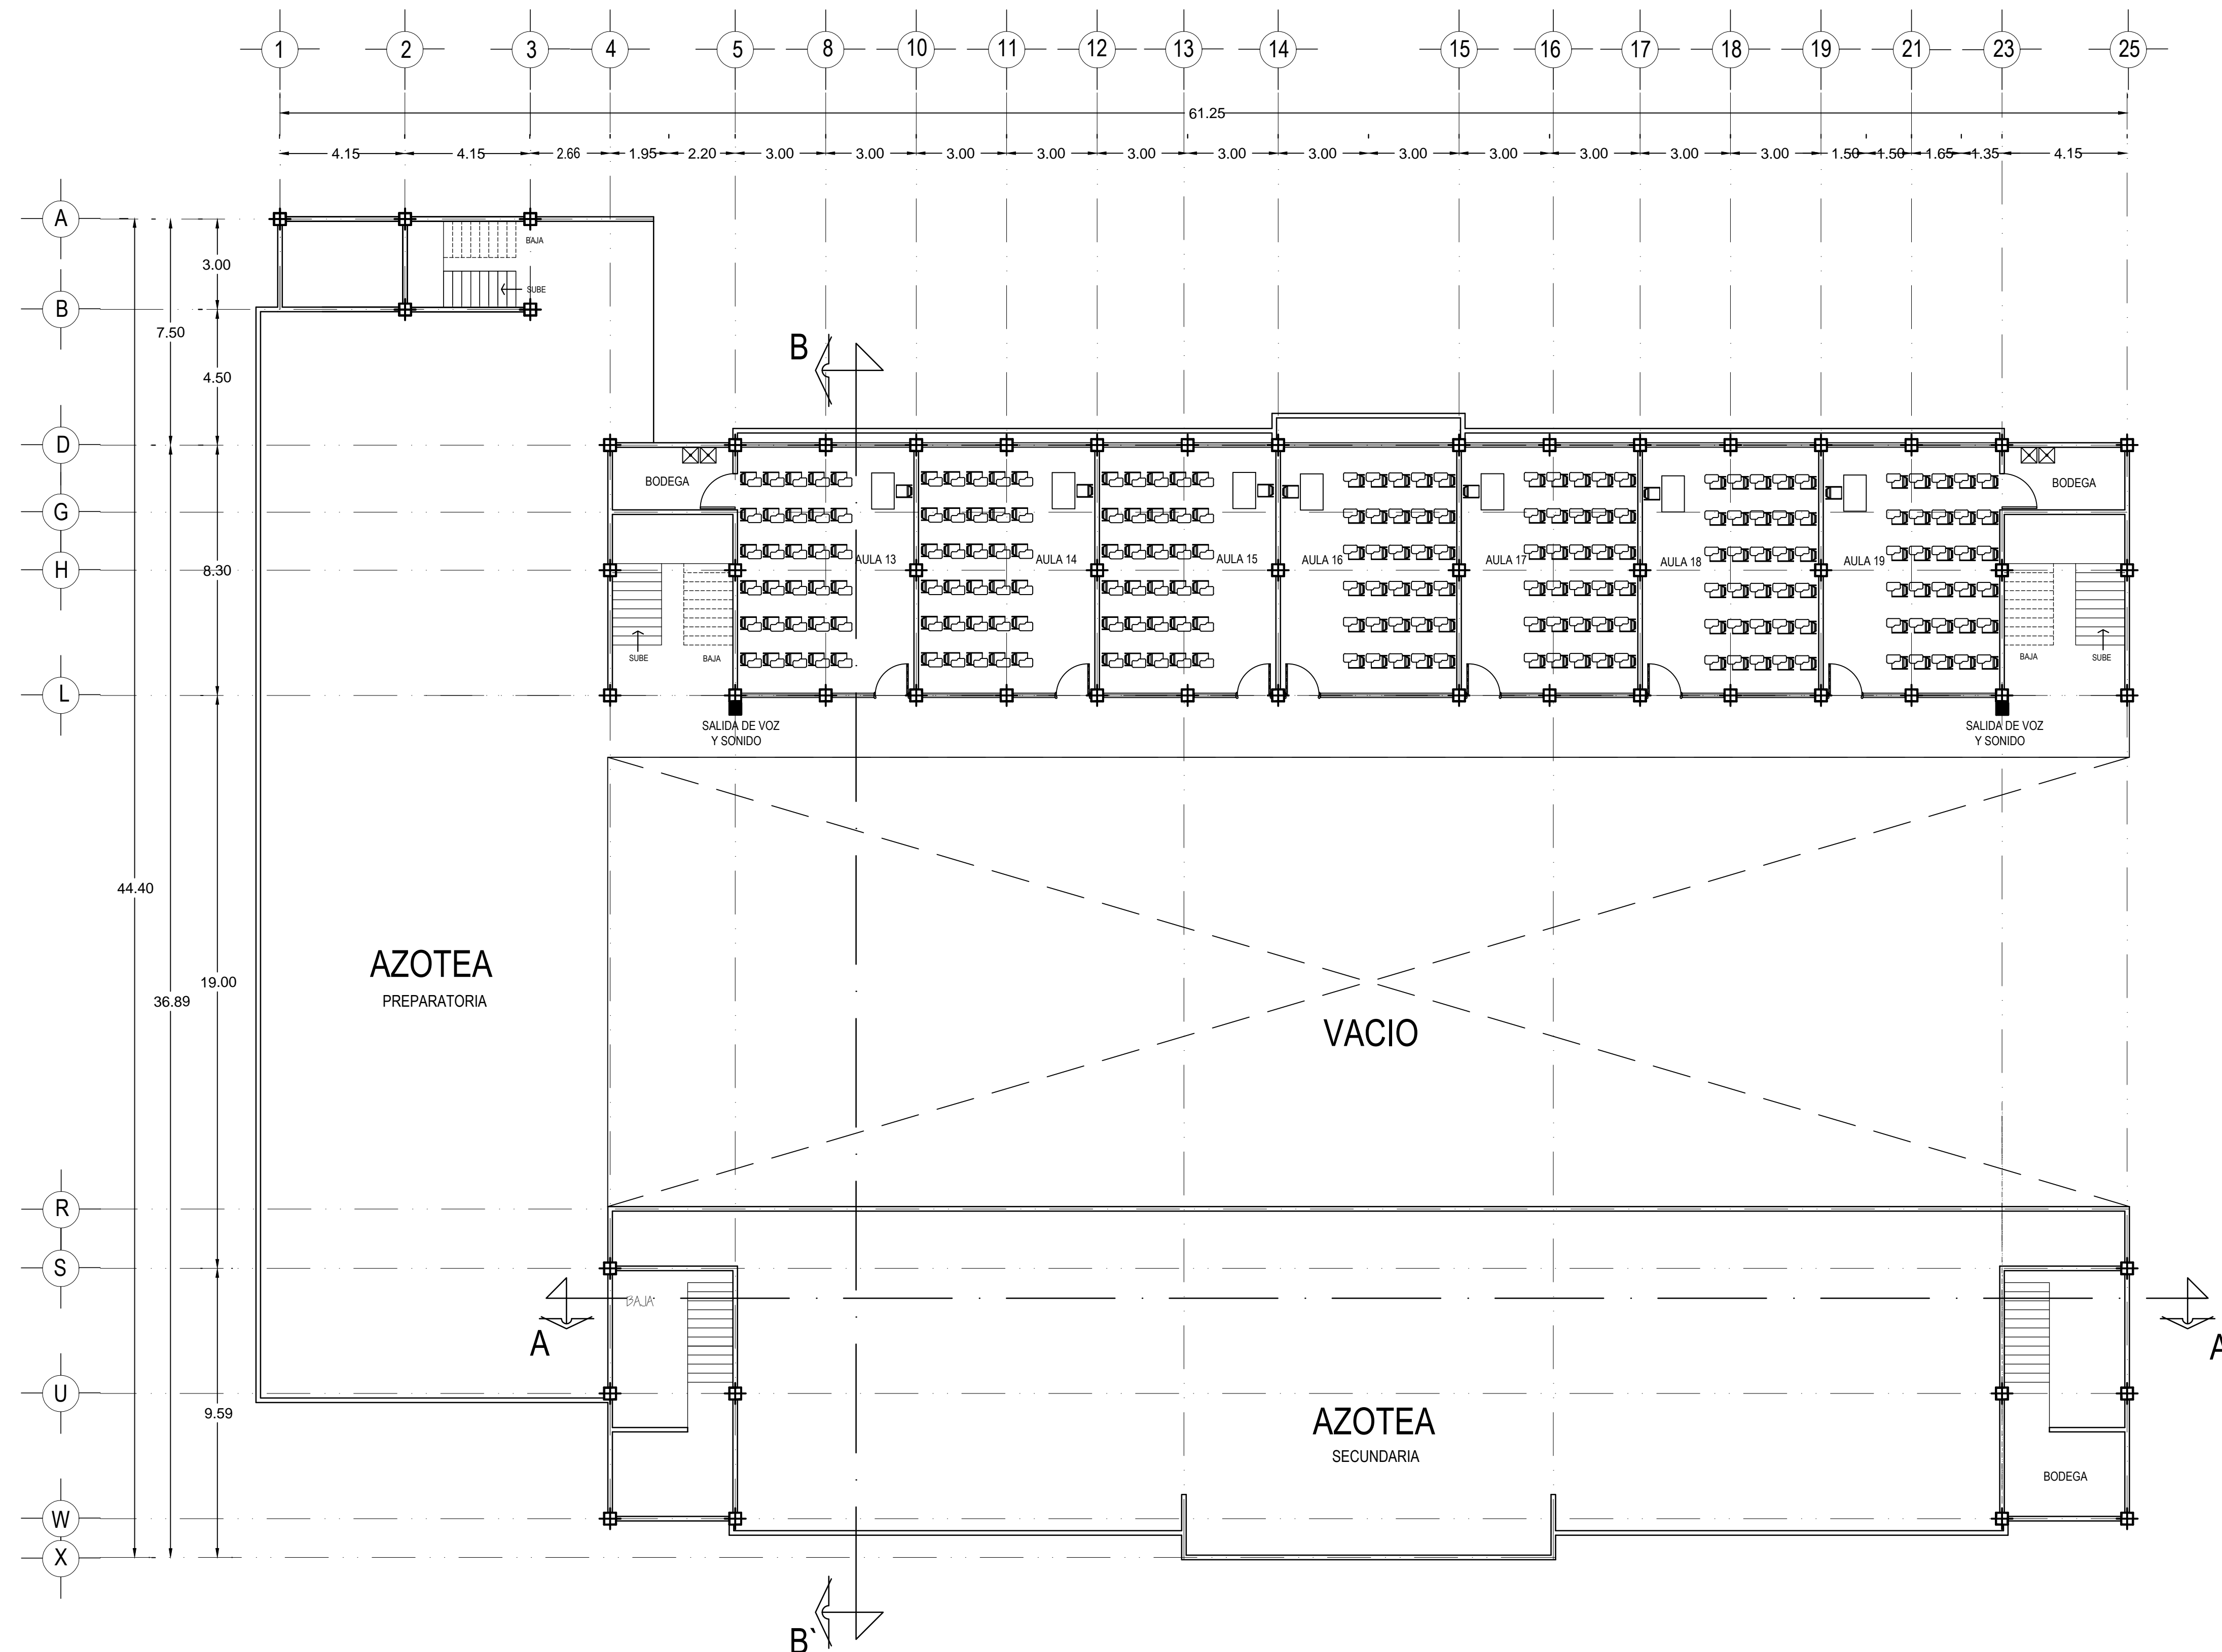 1 2 3 4 5 8 10 11 12 13 14 15 16 17 18 19 21 23 25
61.25
4.15 4.15 2.66 1.95 2.20 3.00 3.00 3.00 3.00 3.00 3.00 3.00 3.00 3.00 3.00 3.00 3.00 1.50 1.50 1.65 1.35 4.15
A
BAJA
3.00
SUBE
B
7.50
B
4.50
D
BODEGA
BODEGA
G
AULA 13 AULA 14 AULA 15 AULA 16 AULA 17 AULA 18 AULA 19
H
8.30
SUBE BAJA
BAJA SUBE
L
SALIDA DE VOZ
Y SONIDO
SALIDA DE VOZ
Y SONIDO
44.40
AZOTEA
PREPARATORIA
19.00
36.89
VACIO
R
S
BAJA
A
A
U
9.59
AZOTEA
SECUNDARIA
BODEGA
W
X
B`